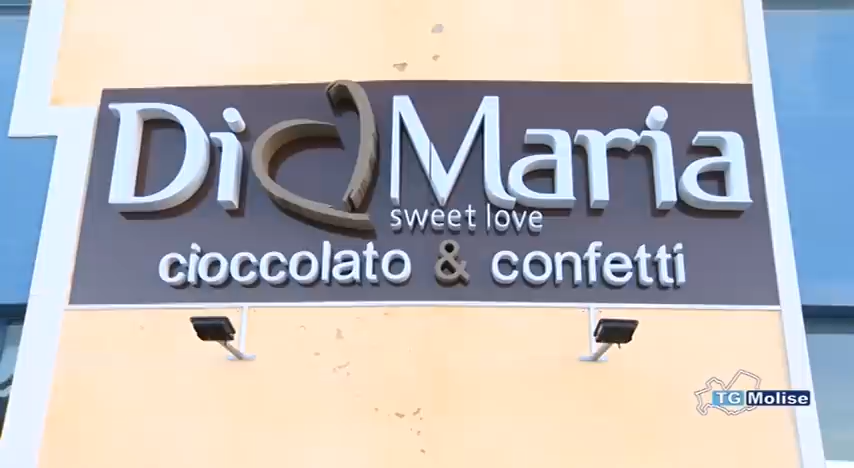 Di Maria
sweet love
cioccolato & confetti
TG Molise